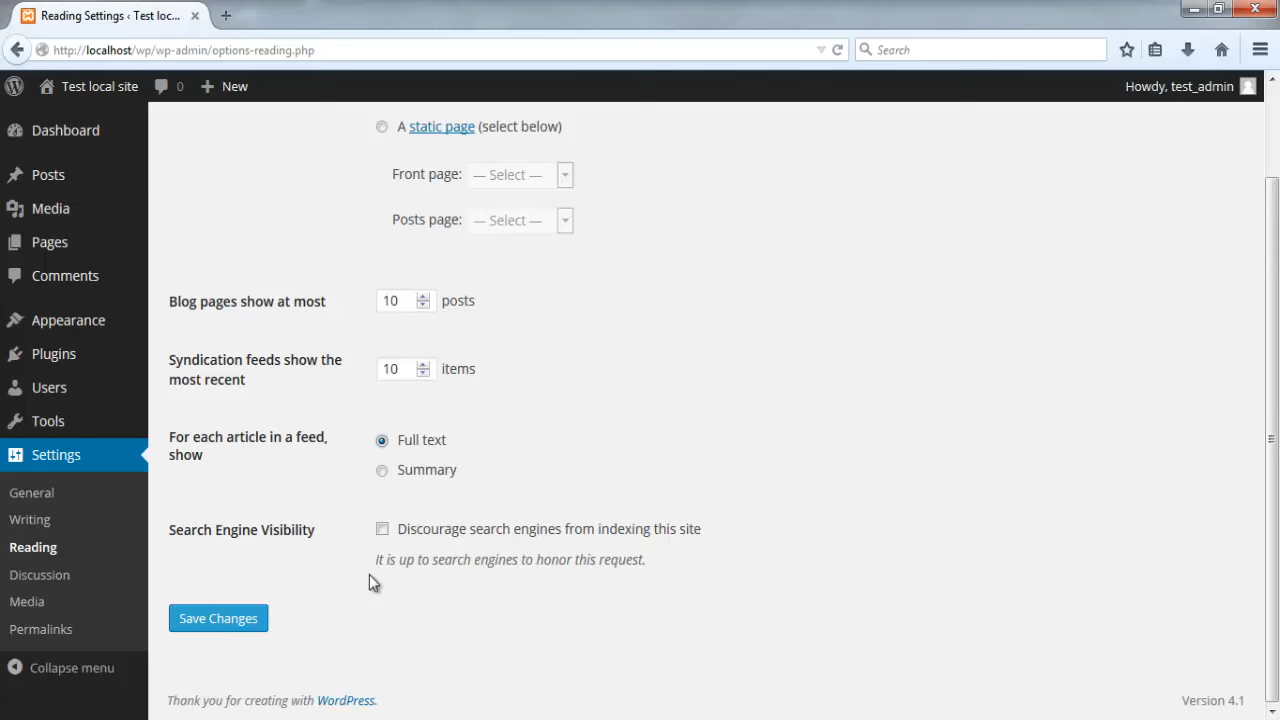 Reading Settings ‹ Test loc...
http://localhost/wp/wp-admin/options-reading.php
Search
Test local site
0
New
Howdy, test_admin
Dashboard
Posts
Media
Pages
Comments
Appearance
Plugins
Users
Tools
Settings
General
Writing
Reading
Discussion
Media
Permalinks
Collapse menu
A static page (select below)
Front page: — Select —
Posts page: — Select —
Blog pages show at most 10 posts
Syndication feeds show the
most recent
10 items
For each article in a feed,
show
Full text
Summary
Search Engine Visibility
Discourage search engines from indexing this site
It is up to search engines to honor this request.
Save Changes
Thank you for creating with WordPress.
Version 4.1